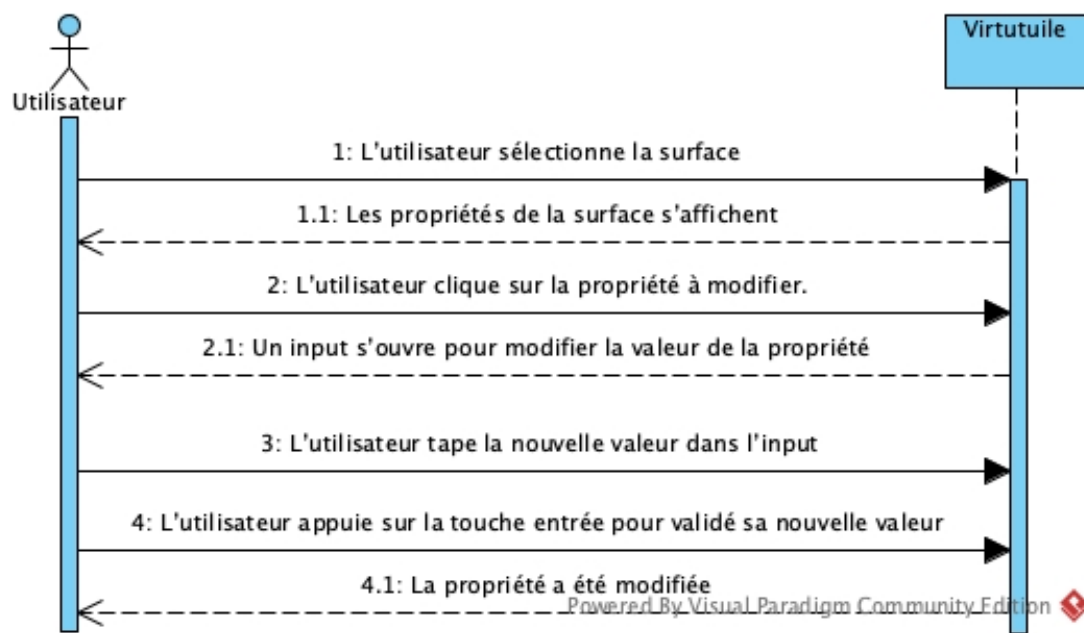 Virtutuile
Utilisateur
1: L'utilisateur sélectionne la surface
1.1: Les propriétés de la surface s'affichent
2: L'utilisateur clique sur la propriété à modifier.
2.1: Un input s'ouvre pour modifier la valeur de la propriété
3: L'utilisateur tape la nouvelle valeur dans l'input
4: L'utilisateur appuie sur la touche entrée pour validé sa nouvelle valeur
4.1: La propriété a été modifiée
Powered By Visual Paradigm Community Edition